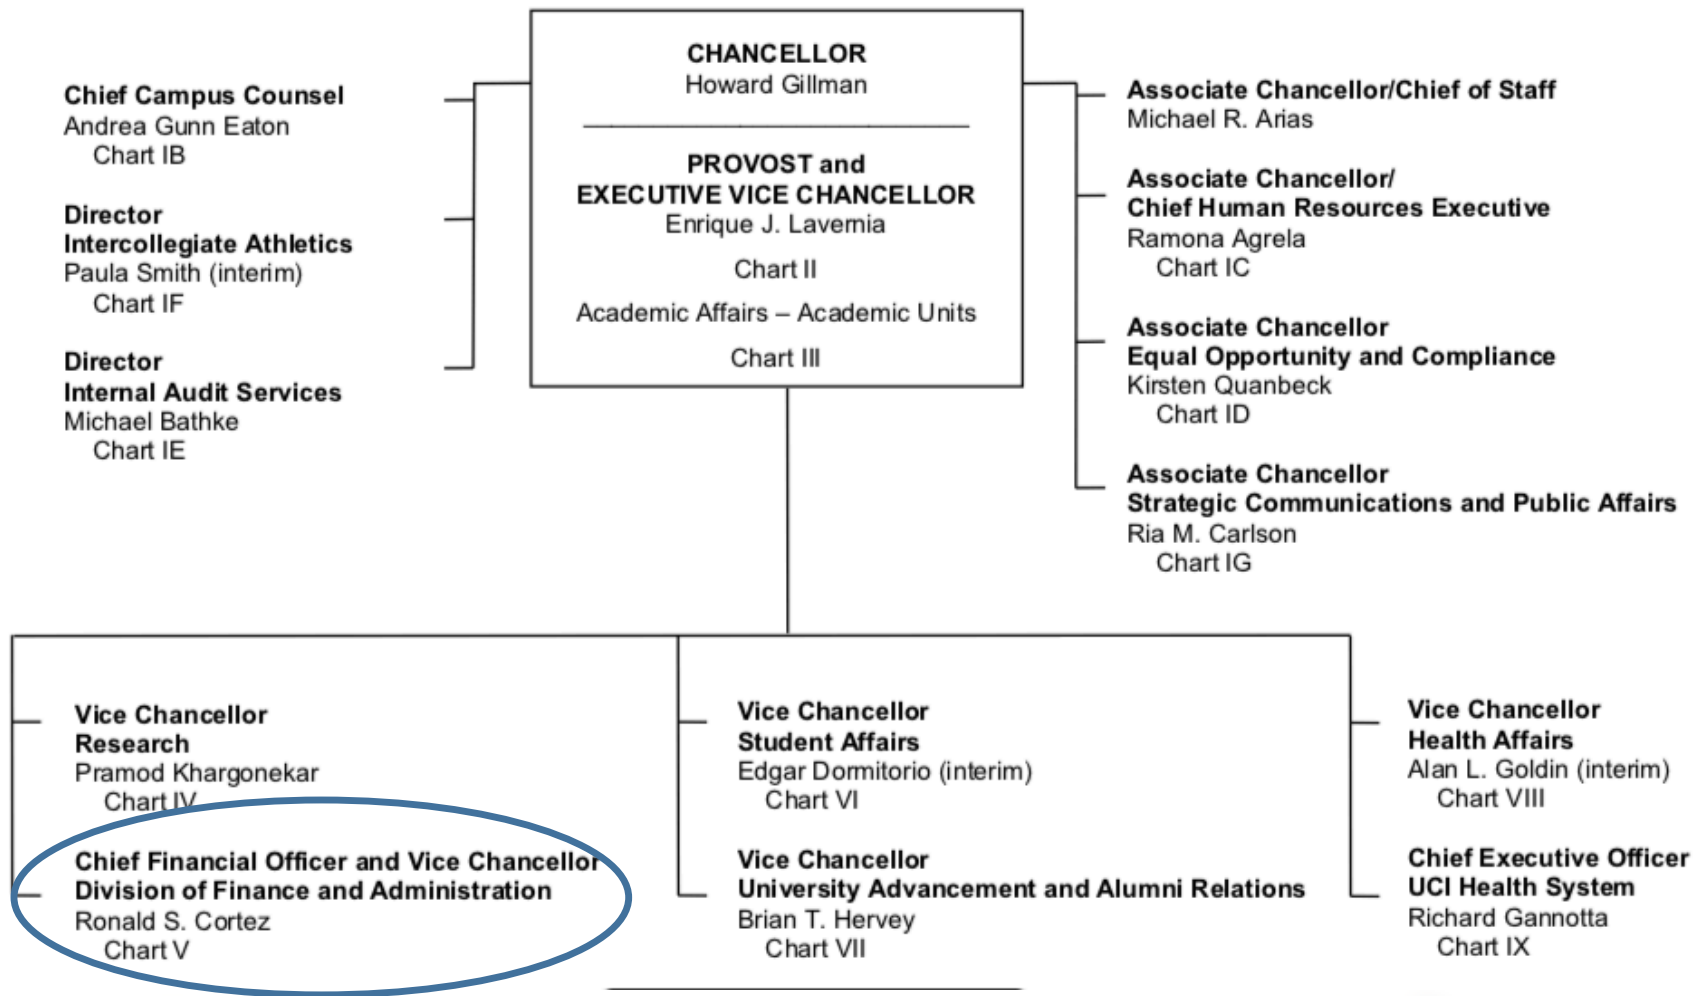 CHANCELLOR
Howard Gillman
PROVOST and
EXECUTIVE VICE CHANCELLOR
Enrique J. Lavernia
Chart II
Academic Affairs – Academic Units
Chart III
Chief Campus Counsel
Andrea Gunn Eaton
Chart IB
Director
Intercollegiate Athletics
Paula Smith (interim)
Chart IF
Director
Internal Audit Services
Michael Bathke
Chart IE
Associate Chancellor/Chief of Staff
Michael R. Arias
Associate Chancellor/
Chief Human Resources Executive
Ramona Agrela
Chart IC
Associate Chancellor
Equal Opportunity and Compliance
Kirsten Quanbeck
Chart ID
Associate Chancellor
Strategic Communications and Public Affairs
Ria M. Carlson
Chart IG
Vice Chancellor
Research
Pramod Khargonekar
Chart IV
Chief Financial Officer and Vice Chancellor
Division of Finance and Administration
Ronald S. Cortez
Chart V
Vice Chancellor
Student Affairs
Edgar Dormitorio (interim)
Chart VI
Vice Chancellor
University Advancement and Alumni Relations
Brian T. Hervey
Chart VII
Vice Chancellor
Health Affairs
Alan L. Goldin (interim)
Chart VIII
Chief Executive Officer
UCI Health System
Richard Gannotta
Chart IX